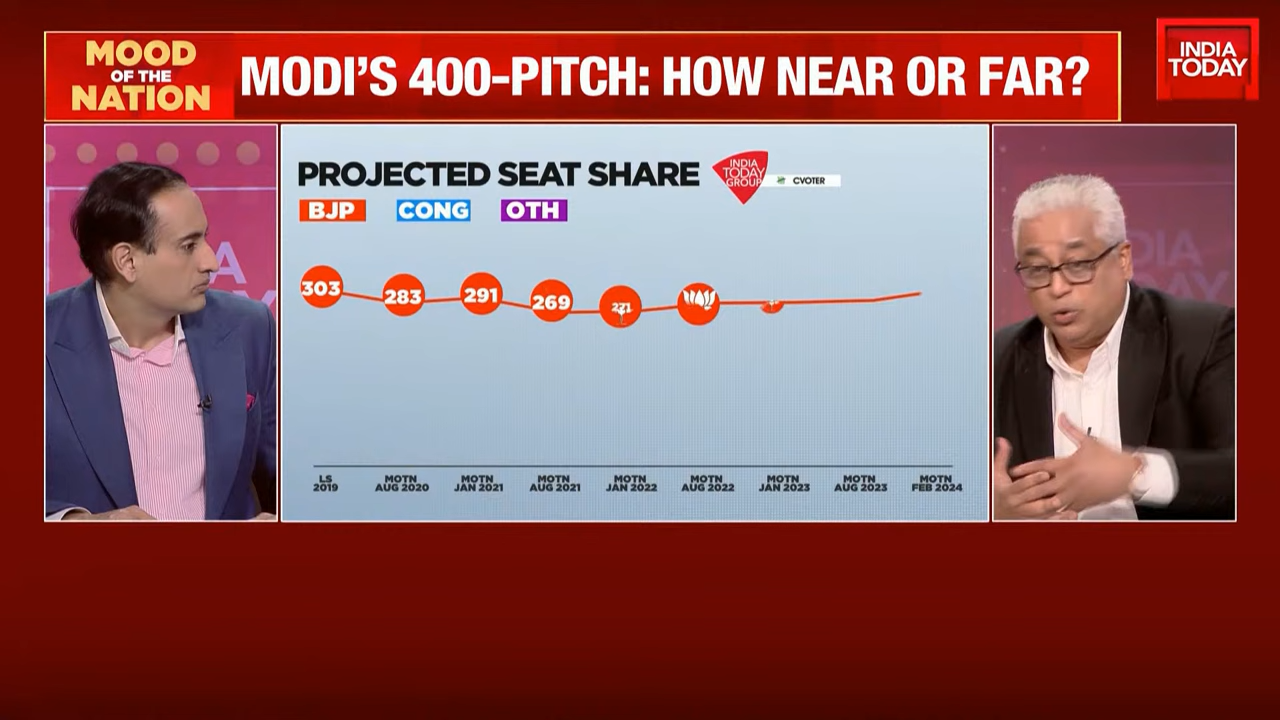 MOOD
OF THE
NATION
MODI'S 400-PITCH: HOW NEAR OR FAR?
INDIA
TODAY
PROJECTED SEAT SHARE
INDIA
TODAY
GROUP
CVOTER
BJP CONG OTH
303 283 291 269 271
LS
2019
MOTN
AUG 2020
MOTN
JAN 2021
MOTN
AUG 2021
MOTN
JAN 2022
MOTN
AUG 2022
MOTN
JAN 2023
MOTN
AUG 2023
MOTN
FEB 2024